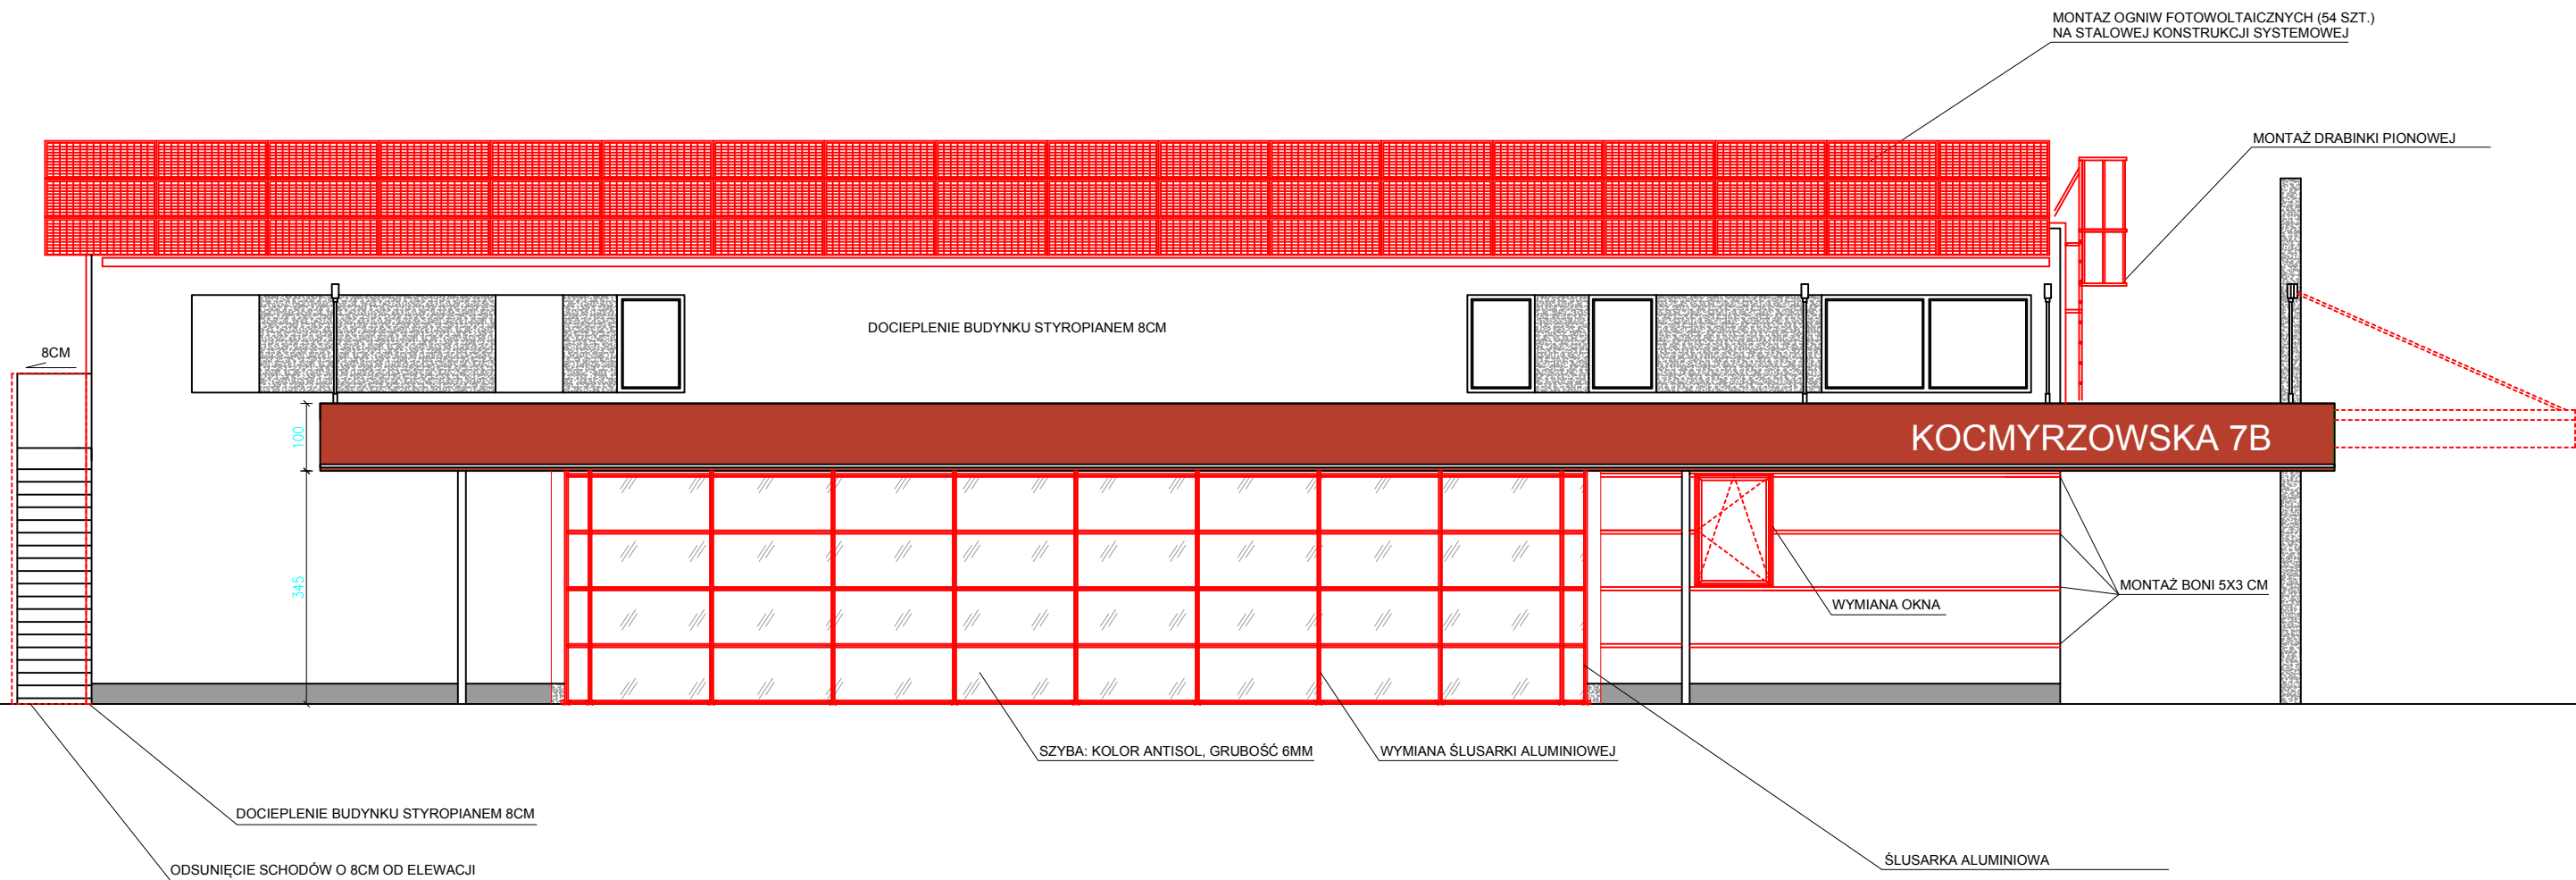 MONTAZ OGNIW FOTOWOLTAICZNYCH (54 SZT.)
NA STALOWEJ KONSTRUKCJI SYSTEMOWEJ
MONTAŻ DRABINKI PIONOWEJ
DOCIEPLENIE BUDYNKU STYROPIANEM 8CM
8CM
100
KOCMYRZOWSKA 7B
345
MONTAŻ BONI 5X3 CM
WYMIANA OKNA
SZYBA: KOLOR ANTISOL, GRUBOŚĆ 6MM
WYMIANA ŚLUSARKI ALUMINIOWEJ
DOCIEPLENIE BUDYNKU STYROPIANEM 8CM
ŚLUSARKA ALUMINIOWA
ODSUNIĘCIE SCHODÓW O 8CM OD ELEWACJI